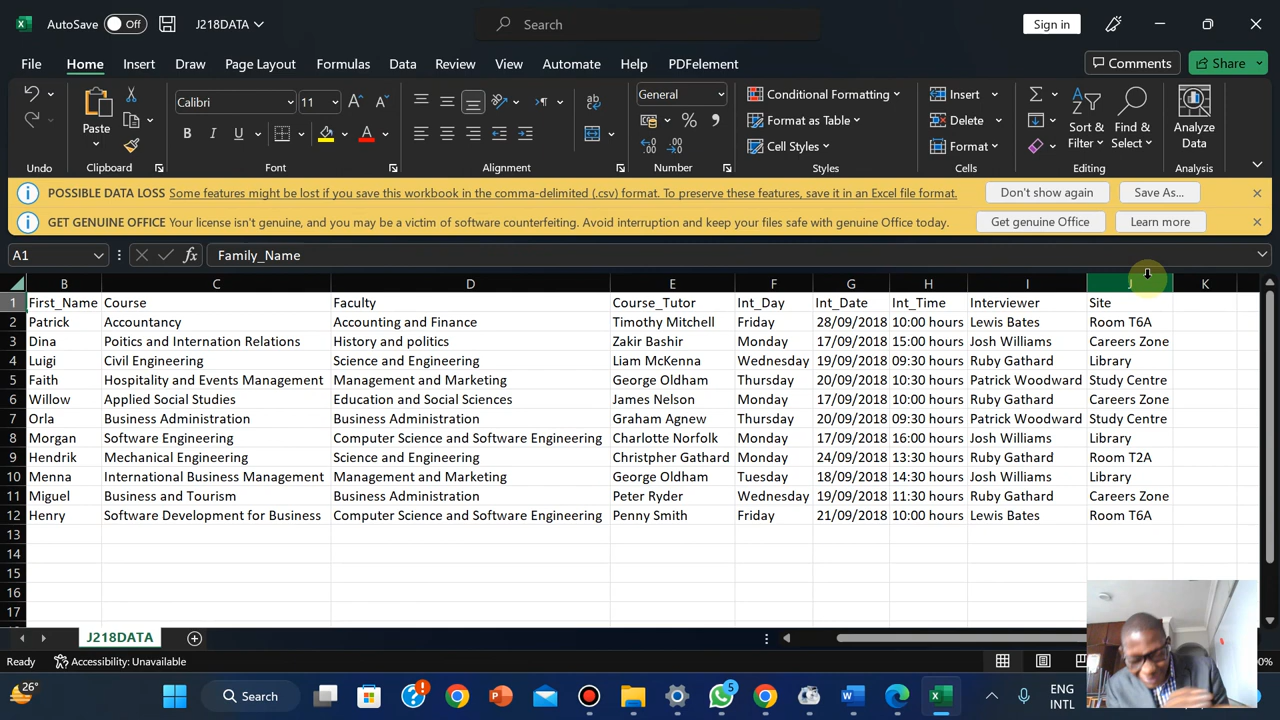 AutoSave Off J218DATA Search Sign in
File Home Insert Draw Page Layout Formulas Data Review View Automate Help PDFelement Comments Share
Calibri 11 General Conditional Formatting Insert
Paste Format as Table Delete Sort & Filter Find & Select Analyze Data
Cell Styles Format
Undo Clipboard Font Alignment Number Styles Cells Editing Analysis
POSSIBLE DATA LOSS Some features might be lost if you save this workbook in the comma-delimited (.csv) format. To preserve these features, save it in an Excel file format. Don't show again Save As...
GET GENUINE OFFICE Your license isn't genuine, and you may be a victim of software counterfeiting. Avoid interruption and keep your files safe with genuine Office today. Get genuine Office Learn more
A1 fx Family_Name
B C D E F G H I J K
1 First_Name Course Faculty Course_Tutor Int_Day Int_Date Int_Time Interviewer Site
2 Patrick Accountancy Accounting and Finance Timothy Mitchell Friday 28/09/2018 10:00 hours Lewis Bates Room T6A
3 Dina Poitics and Internation Relations History and politics Zakir Bashir Monday 17/09/2018 15:00 hours Josh Williams Careers Zone
4 Luigi Civil Engineering Science and Engineering Liam McKenna Wednesday 19/09/2018 09:30 hours Ruby Gathard Library
5 Faith Hospitality and Events Management Management and Marketing George Oldham Thursday 20/09/2018 10:30 hours Patrick Woodward Study Centre
6 Willow Applied Social Studies Education and Social Sciences James Nelson Monday 17/09/2018 10:00 hours Ruby Gathard Careers Zone
7 Orla Business Administration Business Administration Graham Agnew Thursday 20/09/2018 09:30 hours Patrick Woodward Study Centre
8 Morgan Software Engineering Computer Science and Software Engineering Charlotte Norfolk Monday 17/09/2018 16:00 hours Josh Williams Library
9 Hendrik Mechanical Engineering Science and Engineering Christpher Gathard Monday 24/09/2018 13:30 hours Ruby Gathard Room T2A
10 Menna International Business Management Management and Marketing George Oldham Tuesday 18/09/2018 14:30 hours Josh Williams Library
11 Miguel Business and Tourism Business Administration Peter Ryder Wednesday 19/09/2018 11:30 hours Ruby Gathard Careers Zone
12 Henry Software Development for Business Computer Science and Software Engineering Penny Smith Friday 21/09/2018 10:00 hours Lewis Bates Room T6A
13
14
15
16
17
J218DATA
Ready Accessibility: Unavailable
26° Search 5 ENG
INTL